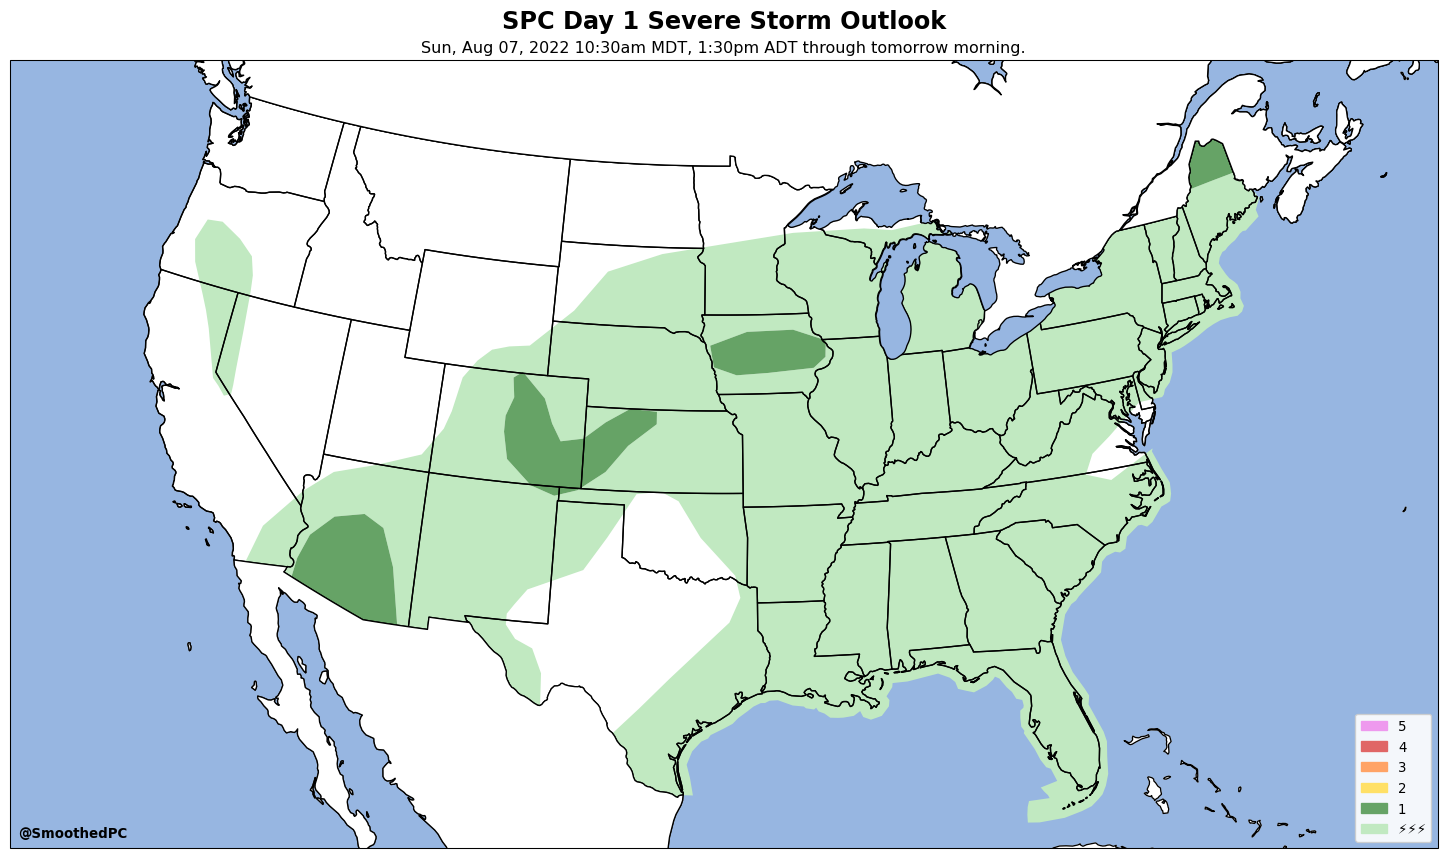 SPC Day 1 Severe Storm Outlook
Sun, Aug 07, 2022 10:30am MDT, 1:30pm ADT through tomorrow morning.
5
4
3
2
1
⚡⚡⚡
@SmoothedPC